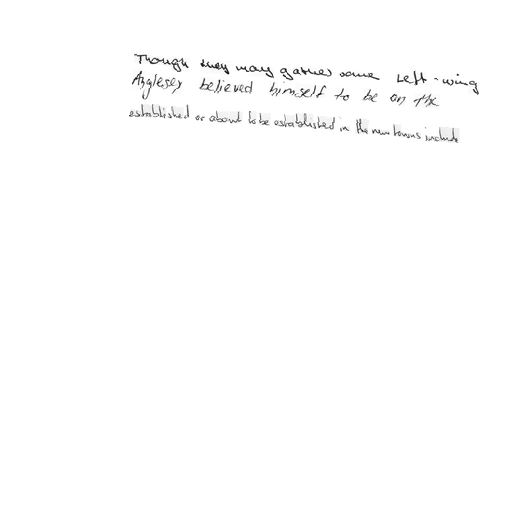 Though they may gather some Left-wing
Anglesey believed himself to be on the
established or about to be established in the new towns include